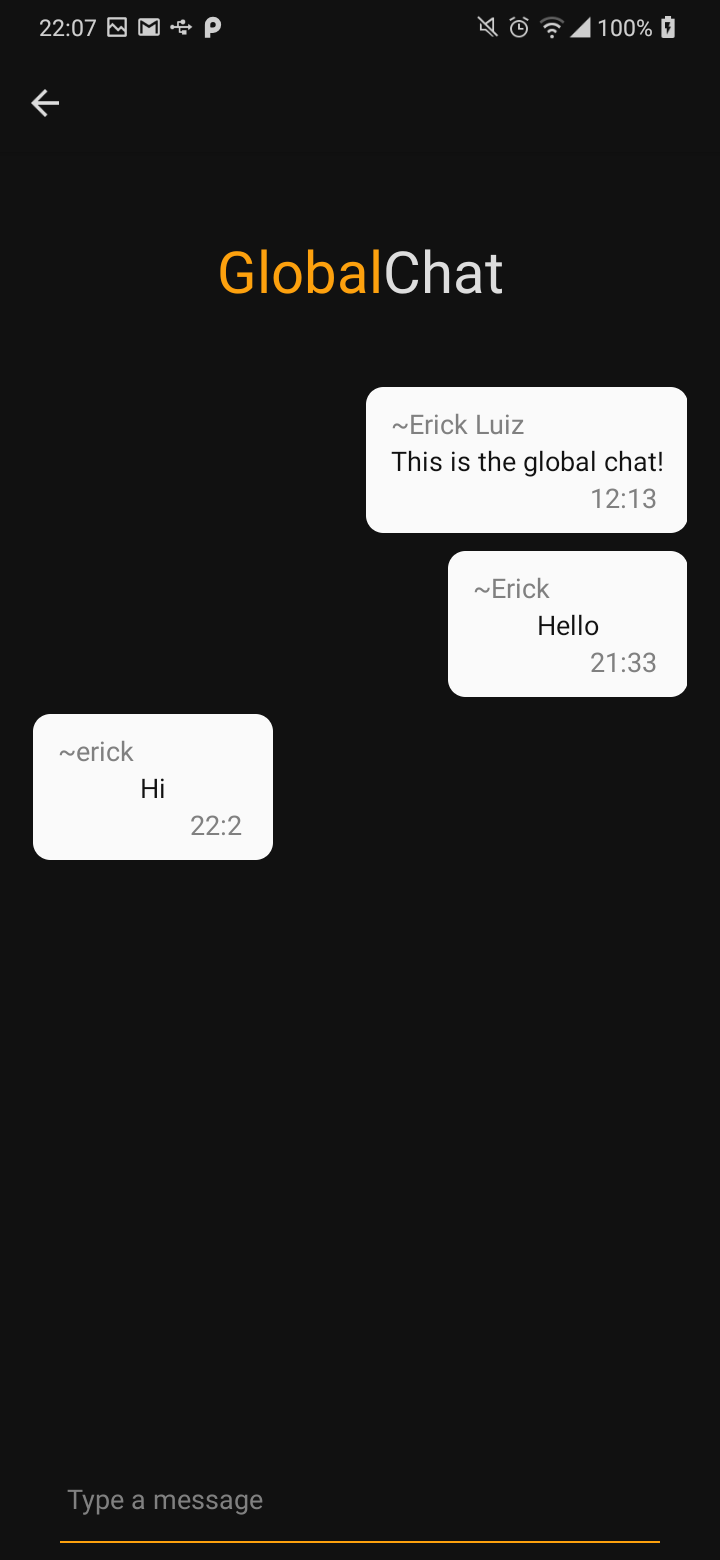 22:07 100%
GlobalChat
~Erick Luiz
This is the global chat!
12:13
~Erick
Hello
21:33
~erick
Hi
22:2
Type a message